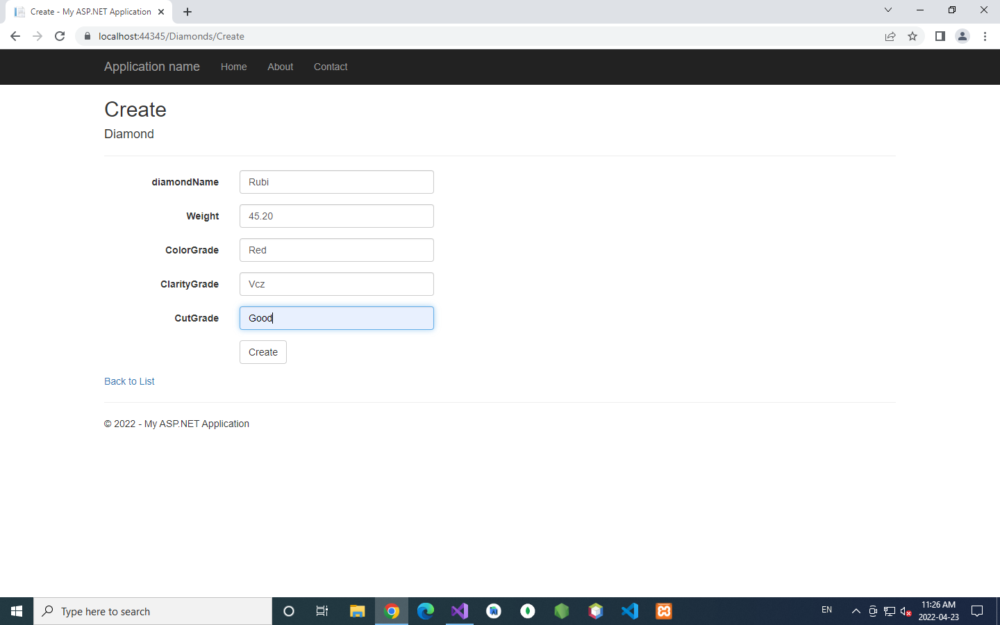 Create - My ASP.NET Application
localhost:44345/Diamonds/Create
Application name Home About Contact
Create
Diamond
diamondName Rubi
Weight 45.20
ColorGrade Red
ClarityGrade Vcz
CutGrade Good
Create
Back to List
© 2022 - My ASP.NET Application
Type here to search
EN
11:26 AM
2022-04-23